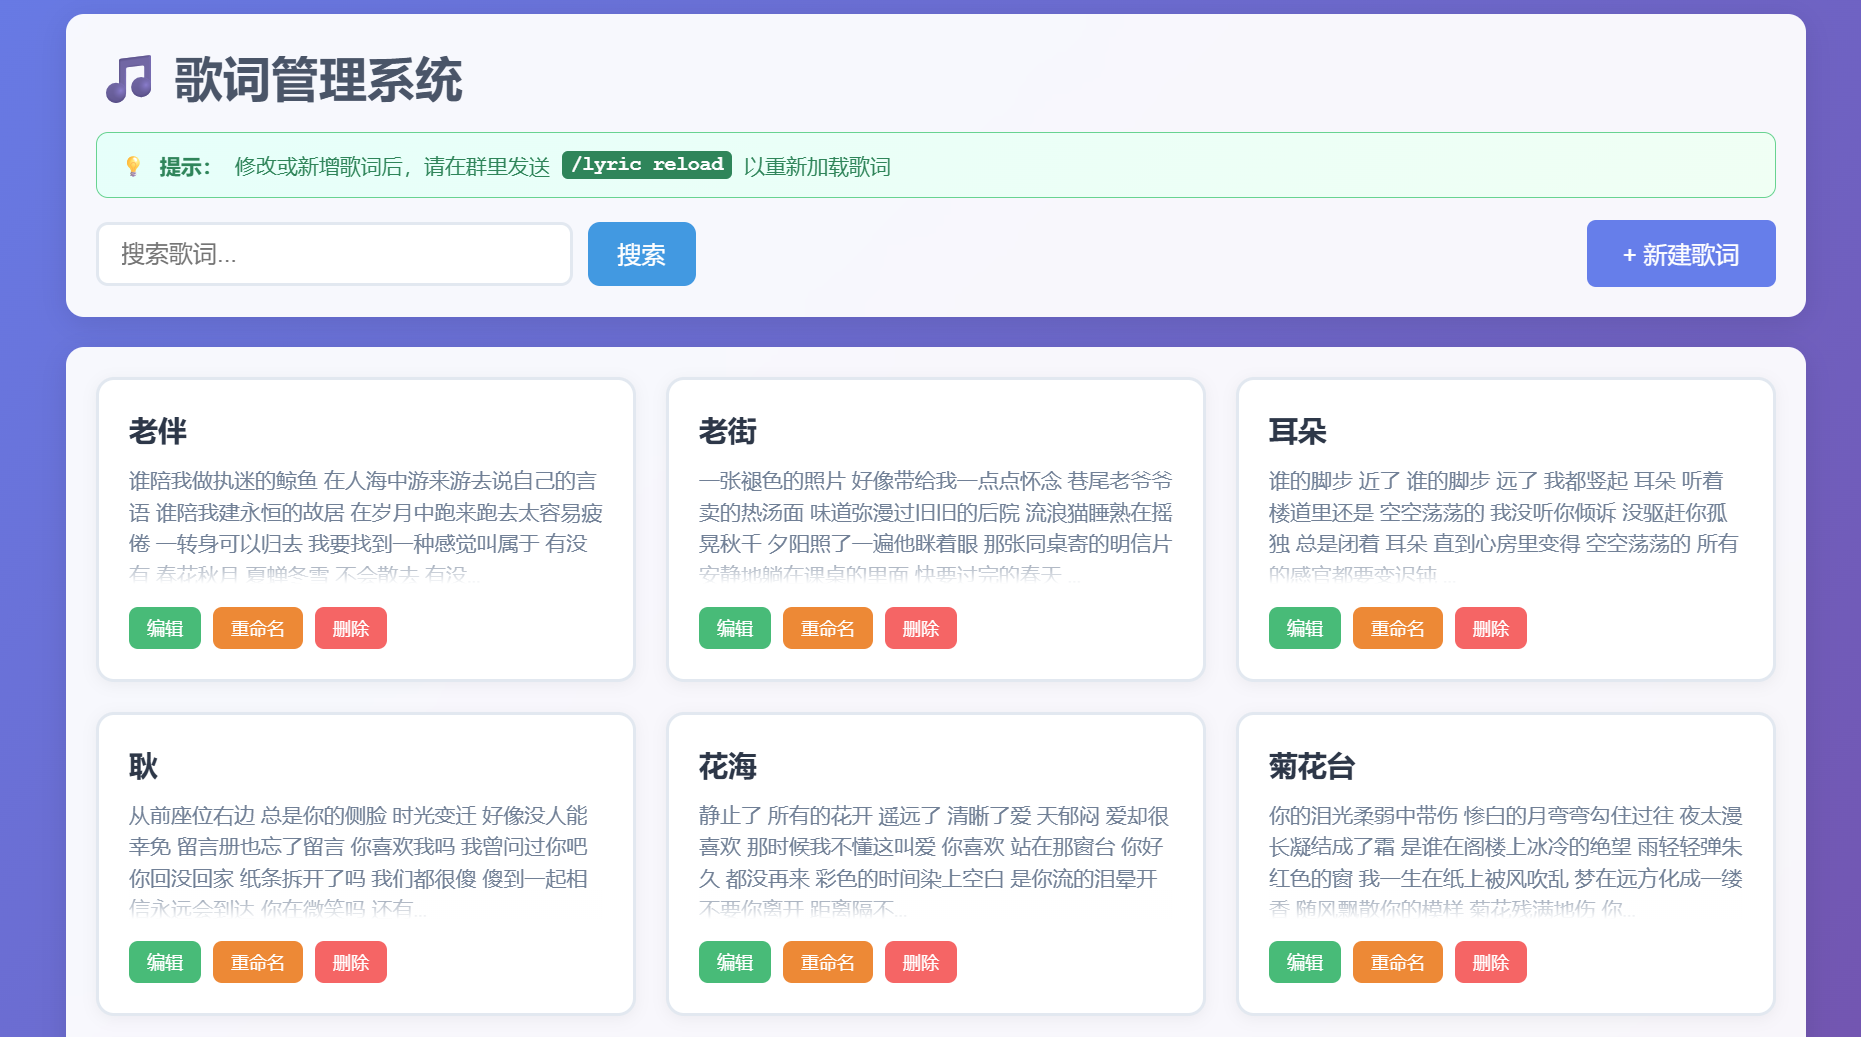 歌词管理系统
提示： 修改或新增歌词后，请在群里发送 /lyric reload 以重新加载歌词
搜索歌词...
搜索
+ 新建歌词
老伴
谁陪我做执迷的鲸鱼 在人海中游来游去说自己的言
语 谁陪我建永恒的故居 在岁月中跑来跑去太容易疲
倦 一转身可以归去 我要找到一种感觉叫属于 有没
有 春花秋月 夏蝉冬雪 不会散去 有没...
编辑 重命名 删除
老街
一张褪色的照片 好像带给我一点点怀念 巷尾老爷爷
卖的热汤面 味道弥漫过旧旧的后院 流浪猫睡熟在摇
晃秋千 夕阳照了一遍他眯着眼 那张同桌寄的明信片
安静地躺在课桌的里面 快要过完的春天 ...
编辑 重命名 删除
耳朵
谁的脚步 近了 谁的脚步 远了 我都竖起 耳朵 听着
楼道里还是 空空荡荡的 我没听你倾诉 没驱赶你孤
独 总是闭着 耳朵 直到心房里变得 空空荡荡的 所有
的感官都要变迟钝 ...
编辑 重命名 删除
耿
从前座位右边 总是你的侧脸 时光变迁 好像没人能
幸免 留言册也忘了留言 你喜欢我吗 我曾问过你吧
你回没回家 纸条拆开了吗 我们都很傻 傻到一起相
信永远会到达 你在微笑吗 还有...
编辑 重命名 删除
花海
静止了 所有的花开 遥远了 清晰了爱 天郁闷 爱却很
喜欢 那时候我不懂这叫爱 你喜欢 站在那窗台 你好
久 都没再来 彩色的时间染上空白 是你流的泪晕开
不要你离开 距离隔不...
编辑 重命名 删除
菊花台
你的泪光柔弱中带伤 惨白的月弯弯勾住过往 夜太漫
长凝结成了霜 是谁在阁楼上冰冷的绝望 雨轻轻弹朱
红色的窗 我一生在纸上被风吹乱 梦在远方化成一缕
香 随风飘散你的模样 菊花残满地伤 你...
编辑 重命名 删除